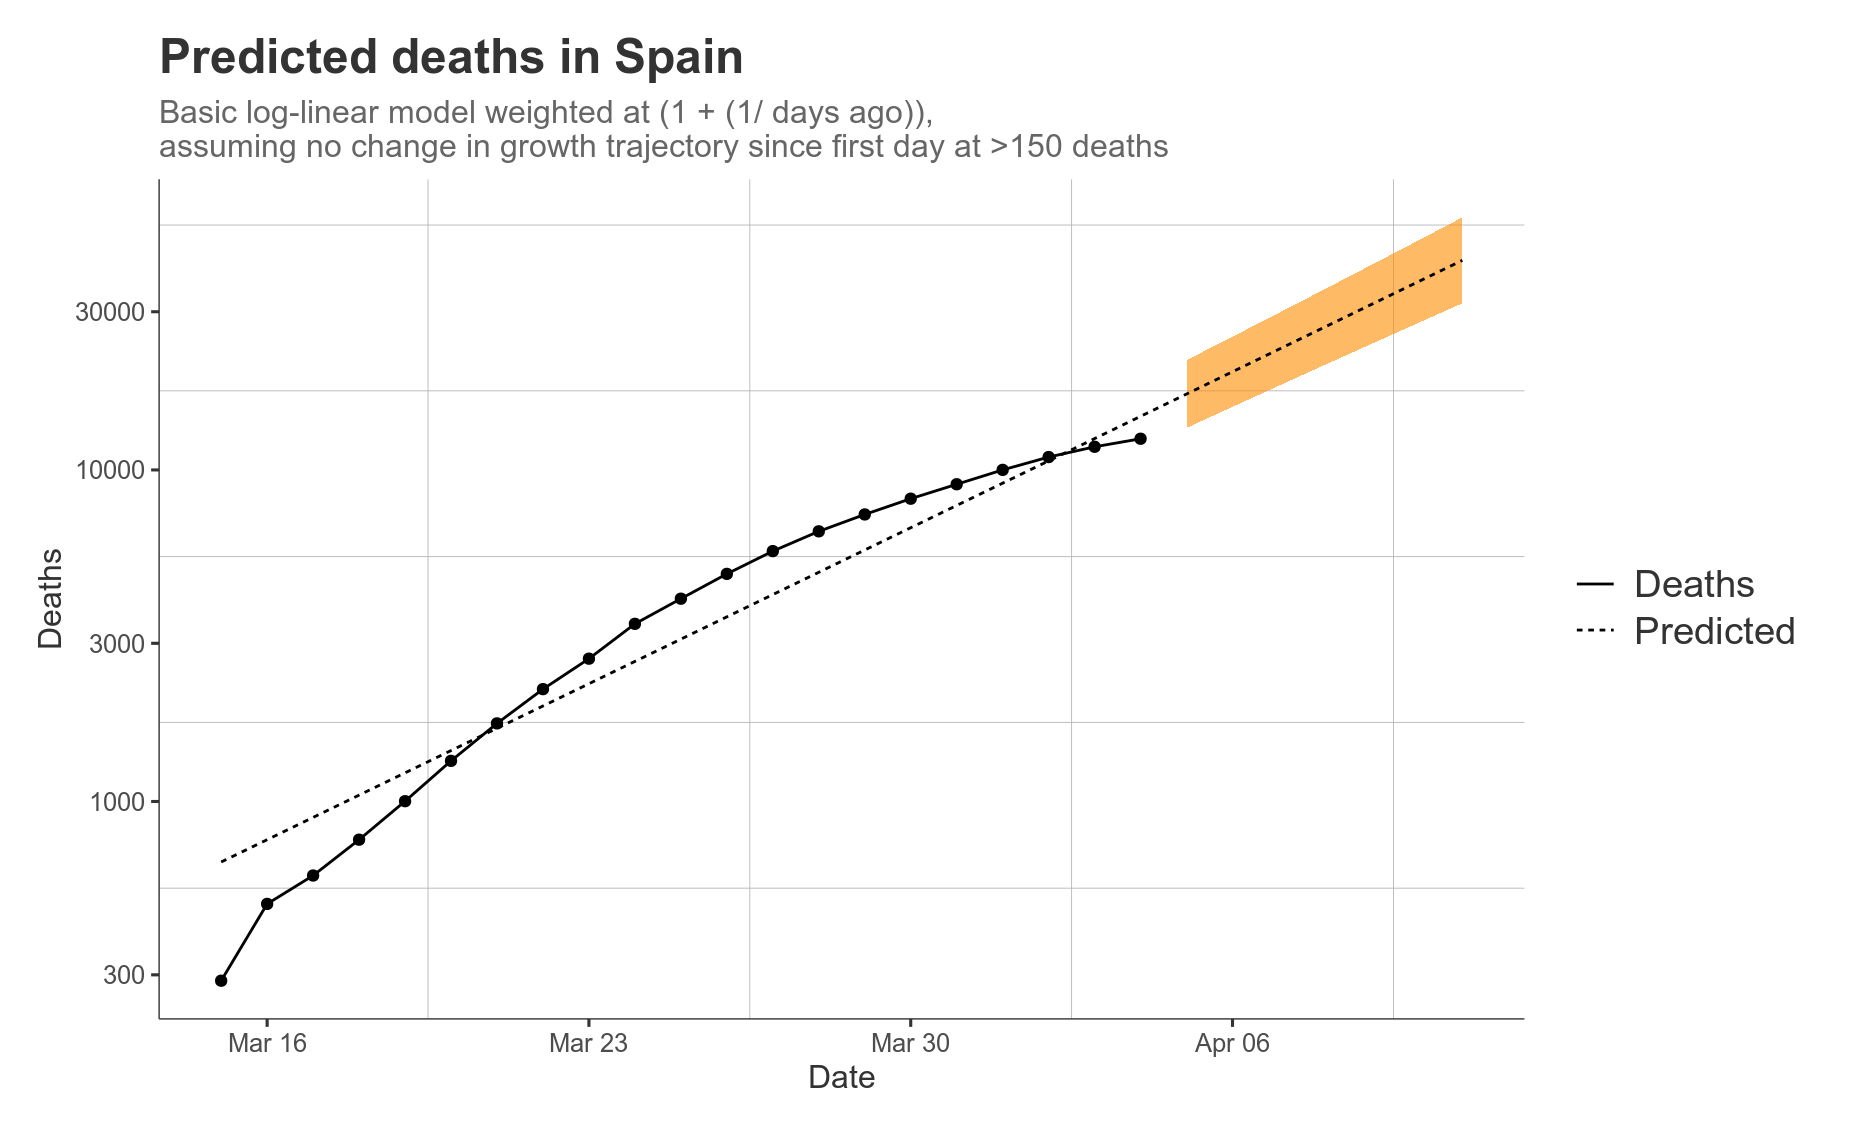 Predicted deaths in Spain
Basic log-linear model weighted at (1 + (1/ days ago)),
assuming no change in growth trajectory since first day at >150 deaths
30000
10000
3000
1000
300
Deaths
Mar 16
Mar 23
Mar 30
Apr 06
Date
Deaths
Predicted